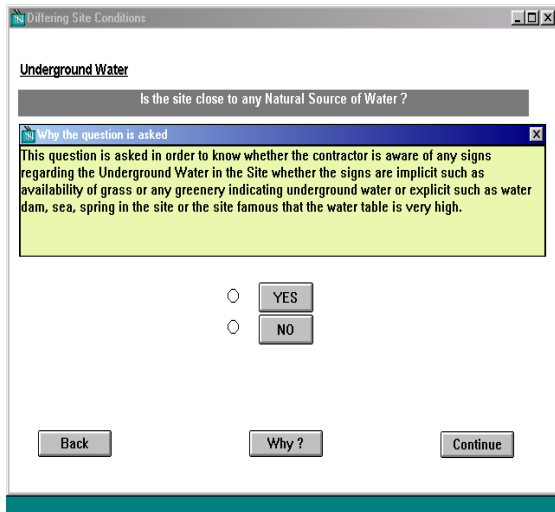 Differing Site Conditions
Underground Water
Is the site close to any Natural Source of Water ?
Why the question is asked
This question is asked in order to know whether the contractor is aware of any signs
regarding the Underground Water in the Site whether the signs are implicit such as
availability of grass or any greenery indicating underground water or explicit such as water
dam, sea, spring in the site or the site famous that the water table is very high.
YES
NO
Back
Why ?
Continue